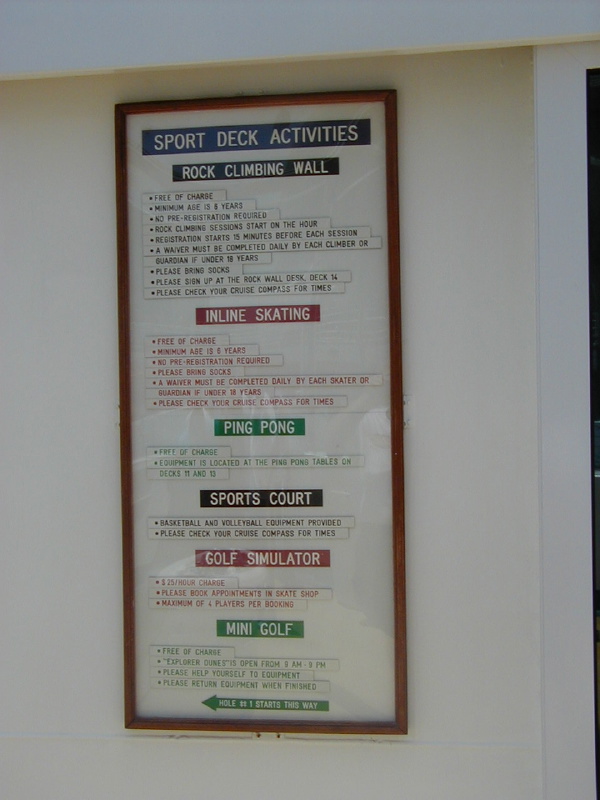 SPORT DECK ACTIVITIES
ROCK CLIMBING WALL
• FREE OF CHARGE
• MINIMUM AGE IS 6 YEARS
• NO PRE-REGISTRATION REQUIRED
• ROCK CLIMBING SESSIONS START ON THE HOUR
• REGISTRATION STARTS 15 MINUTES BEFORE EACH SESSION
• A WAIVER MUST BE COMPLETED DAILY BY EACH CLIMBER OR
GUARDIAN IF UNDER 18 YEARS
• PLEASE BRING SOCKS
• PLEASE SIGN UP AT THE ROCK WALL DESK, DECK 14
• PLEASE CHECK YOUR CRUISE COMPASS FOR TIMES
INLINE SKATING
• FREE OF CHARGE
• MINIMUM AGE IS 6 YEARS
• NO PRE-REGISTRATION REQUIRED
• PLEASE BRING SOCKS
• A WAIVER MUST BE COMPLETED DAILY BY EACH SKATER OR
GUARDIAN IF UNDER 18 YEARS
• PLEASE CHECK YOUR CRUISE COMPASS FOR TIMES
PING PONG
• FREE OF CHARGE
• EQUIPMENT IS LOCATED AT THE PING PONG TABLES ON
DECKS 11 AND 13
SPORTS COURT
• BASKETBALL AND VOLLEYBALL EQUIPMENT PROVIDED
• PLEASE CHECK YOUR CRUISE COMPASS FOR TIMES
GOLF SIMULATOR
• $25/HOUR CHARGE
• PLEASE BOOK APPOINTMENTS IN SKATE SHOP
• MAXIMUM OF 4 PLAYERS PER BOOKING
MINI GOLF
• FREE OF CHARGE
• "EXPLORER DUNES" IS OPEN FROM 9 AM - 9 PM
• PLEASE HELP YOURSELF TO EQUIPMENT
• PLEASE RETURN EQUIPMENT WHEN FINISHED
HOLE # 1 STARTS THIS WAY